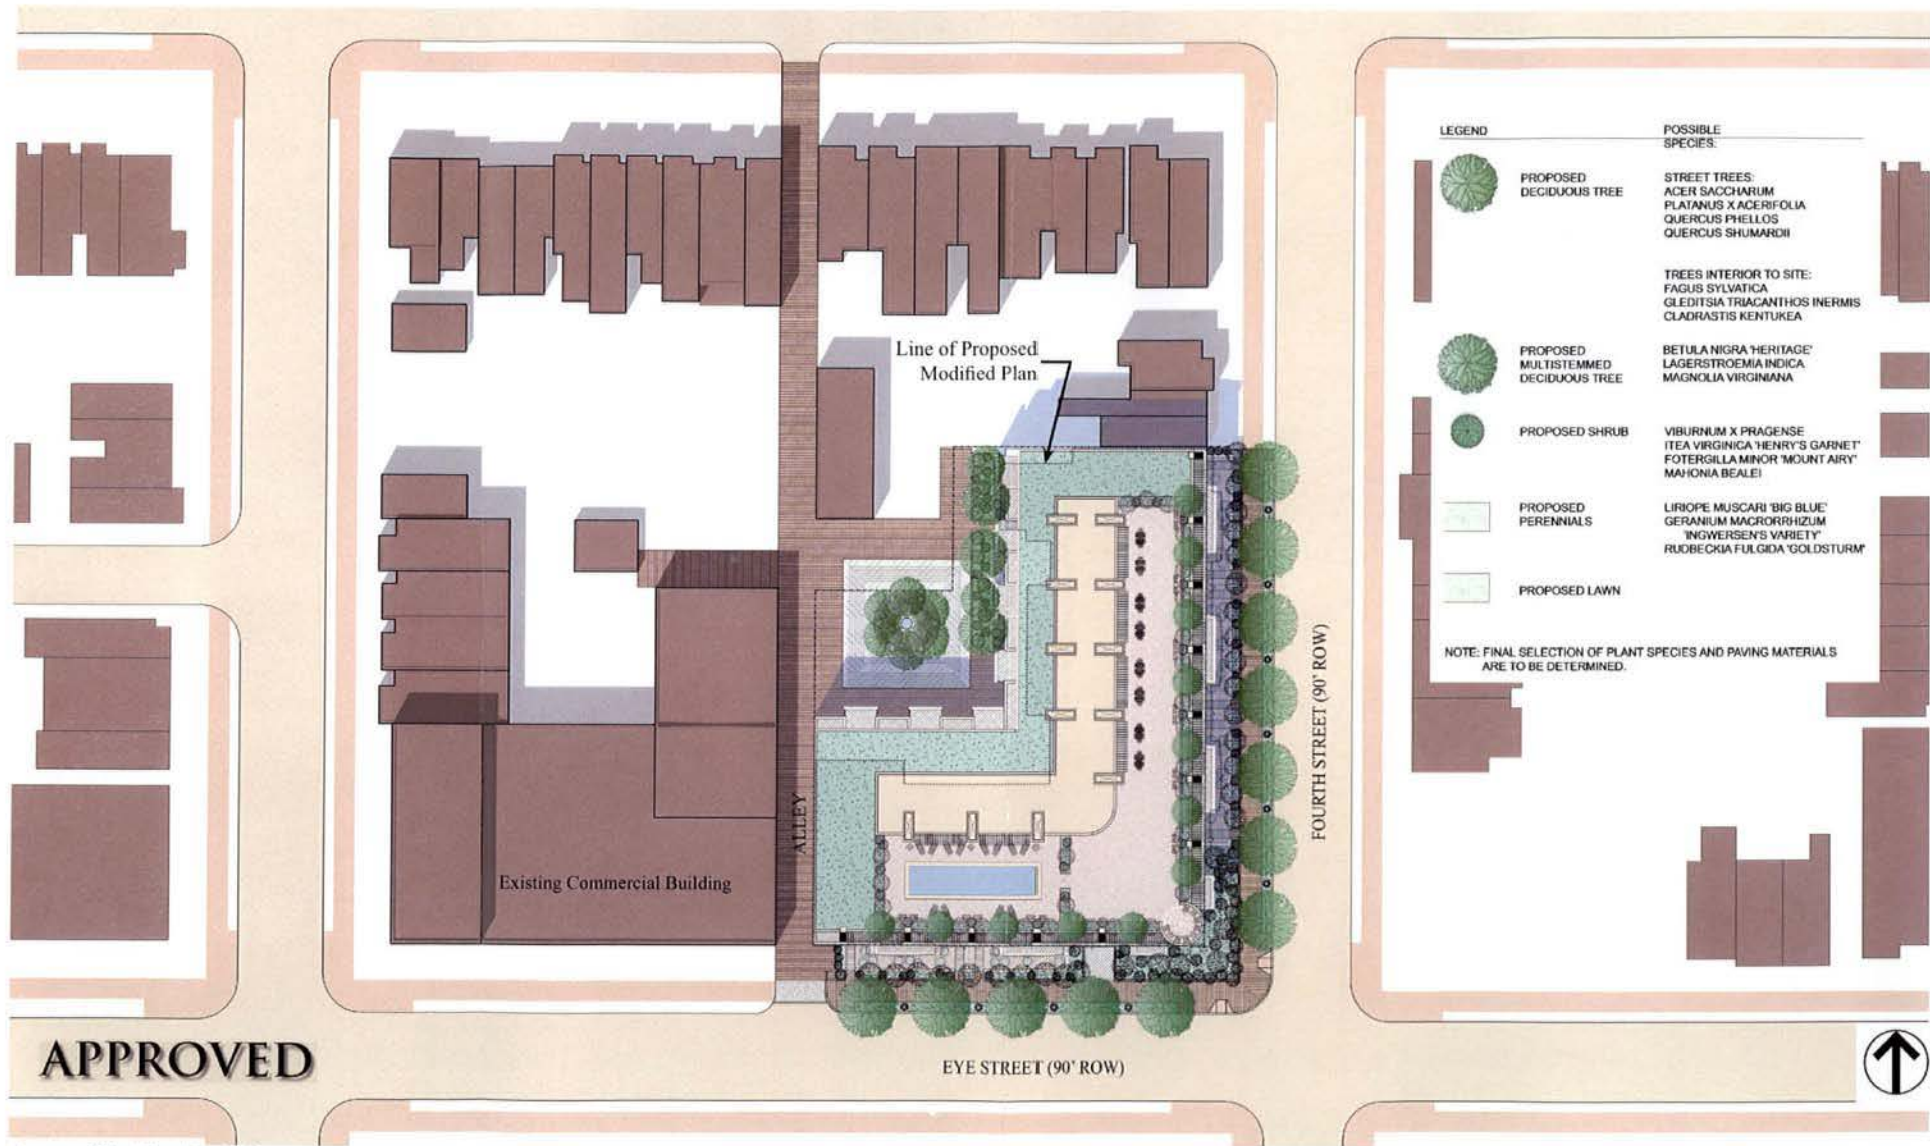 LEGEND
POSSIBLE
SPECIES:
PROPOSED
DECIDUOUS TREE
STREET TREES:
ACER SACCHARUM
PLATANUS X ACERIFOLIA
QUERCUS PHELLOS
QUERCUS SHUMARDII
TREES INTERIOR TO SITE:
FAGUS SYLVATICA
GLEDITSIA TRIACANTHOS INERMIS
CLADRASTIS KENTUKEA
PROPOSED
MULTISTEMMED
DECIDUOUS TREE
BETULA NIGRA 'HERITAGE'
LAGERSTROEMIA INDICA
MAGNOLIA VIRGINIANA
PROPOSED SHRUB
VIBURNUM X PRAGENSE
ITEA VIRGINICA 'HENRY'S GARNET'
FOTERGILLA MINOR 'MOUNT AIRY'
MAHONIA BEALEI
PROPOSED
PERENNIALS
LIRIOPE MUSCARI 'BIG BLUE'
GERANIUM MACRORRHIZUM
'INGWERSEN'S VARIETY'
RUDBECKIA FULGIDA 'GOLDSTURM'
PROPOSED LAWN
NOTE: FINAL SELECTION OF PLANT SPECIES AND PAVING MATERIALS
ARE TO BE DETERMINED.
Line of Proposed
Modified Plan
FOURTH STREET (90' ROW)
ALLEY
Existing Commercial Building
APPROVED
EYE STREET (90' ROW)